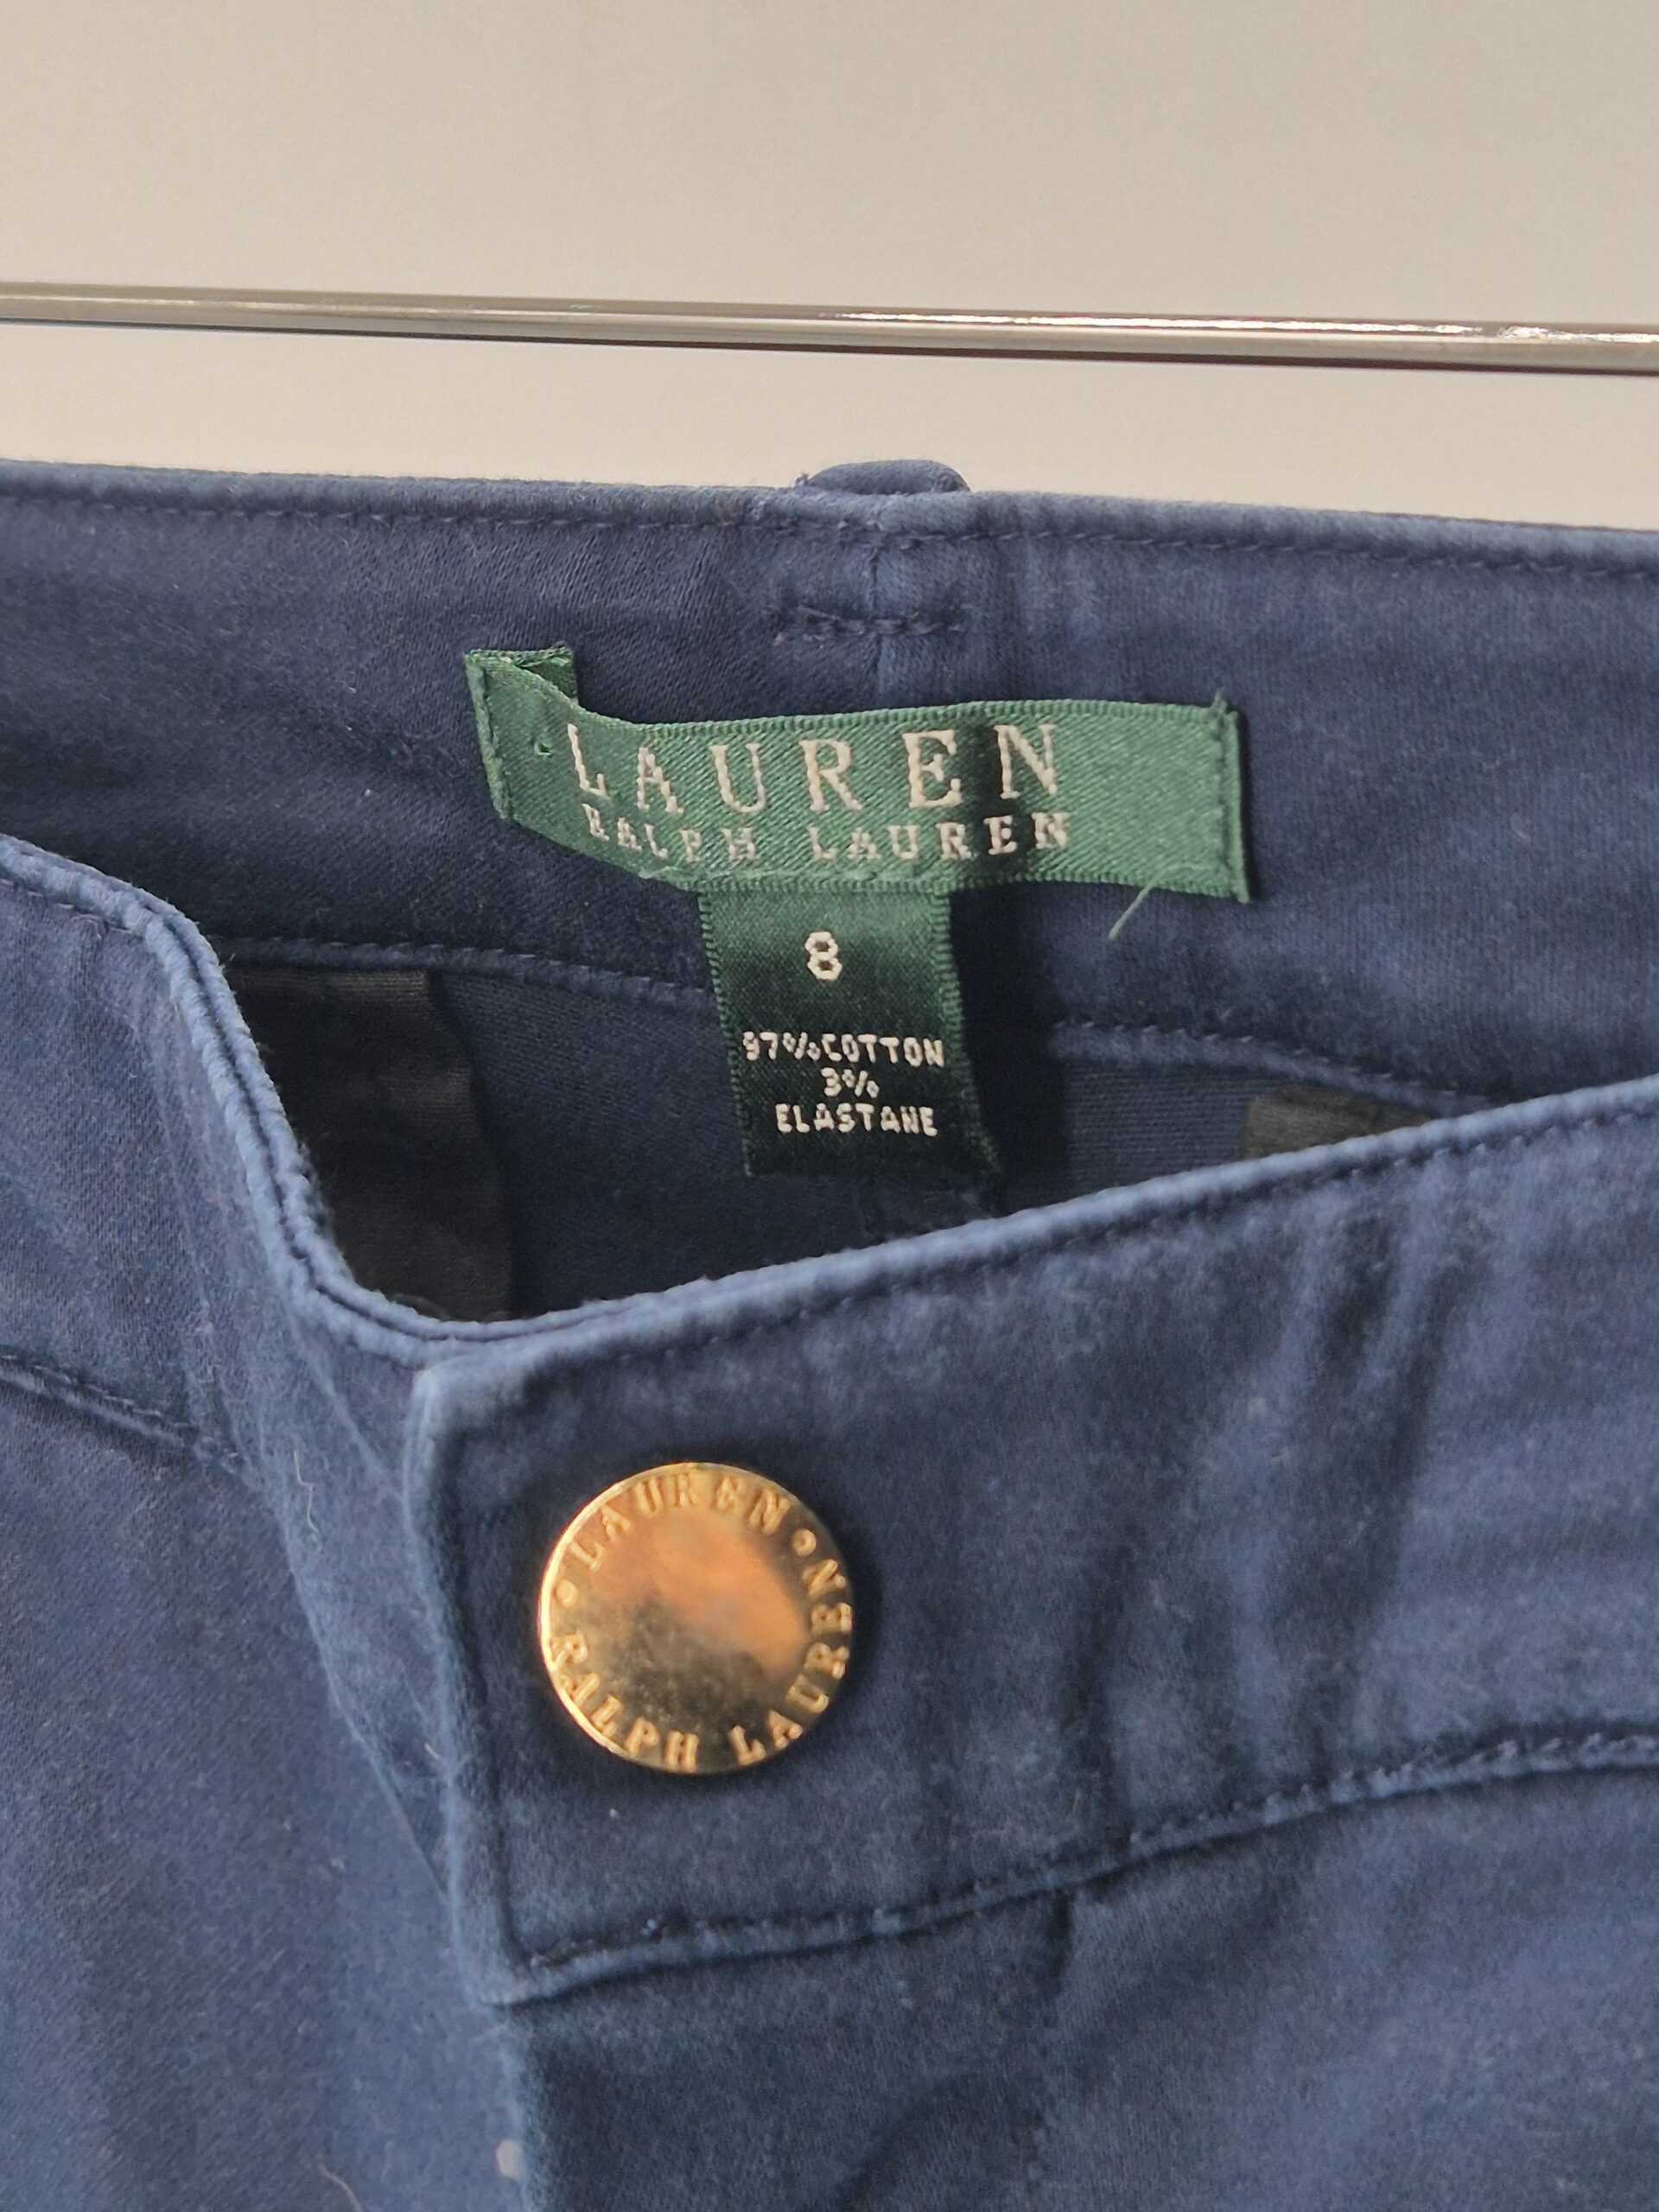 LAUREN
RALPH LAUREN
8
97% COTTON
3%
ELASTANE
• LAUREN •
RALPH LAUREN